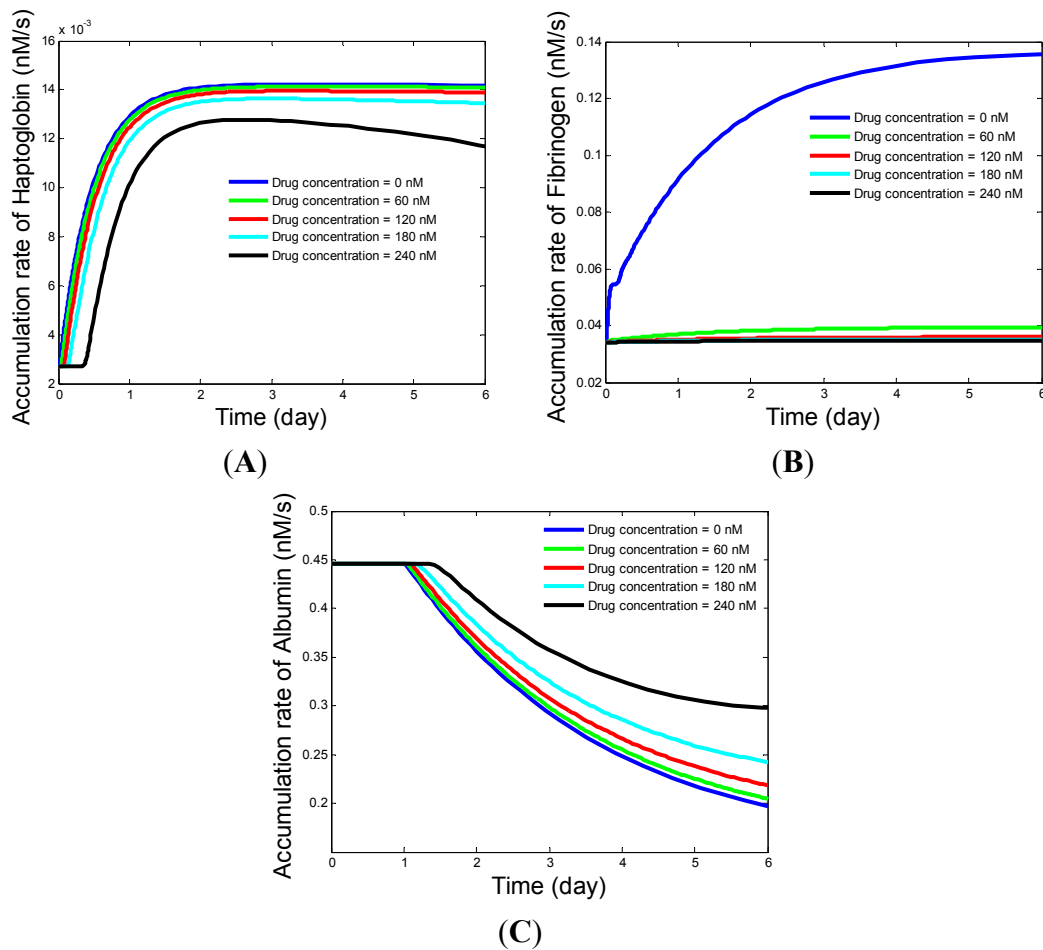 x 10⁻³
16
14
12
10
8
6
4
2
0 1 2 3 4 5 6
Accumulation rate of Haptoglobin (nM/s)
Time (day)
Drug concentration = 0 nM
Drug concentration = 60 nM
Drug concentration = 120 nM
Drug concentration = 180 nM
Drug concentration = 240 nM
(A)
0.14
0.12
0.1
0.08
0.06
0.04
0.02
0 1 2 3 4 5 6
Accumulation rate of Fibrinogen (nM/s)
Time (day)
Drug concentration = 0 nM
Drug concentration = 60 nM
Drug concentration = 120 nM
Drug concentration = 180 nM
Drug concentration = 240 nM
(B)
0.5
0.45
0.4
0.35
0.3
0.25
0.2
0 1 2 3 4 5 6
Accumulation rate of Albumin (nM/s)
Time (day)
Drug concentration = 0 nM
Drug concentration = 60 nM
Drug concentration = 120 nM
Drug concentration = 180 nM
Drug concentration = 240 nM
(C)